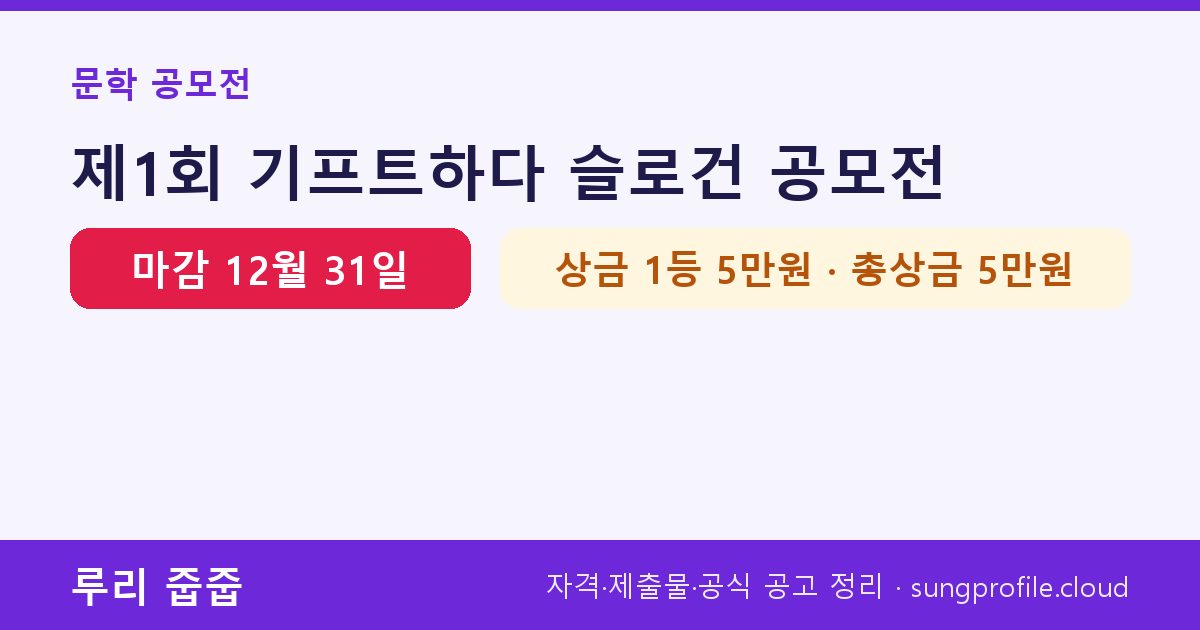 문학 공모전
제1회 기프트하다 슬로건 공모전
마감 12월 31일
상금 1등 5만원 · 총상금 5만원
루리 줍줍
자격·제출물·공식 공고 정리 · sungprofile.cloud